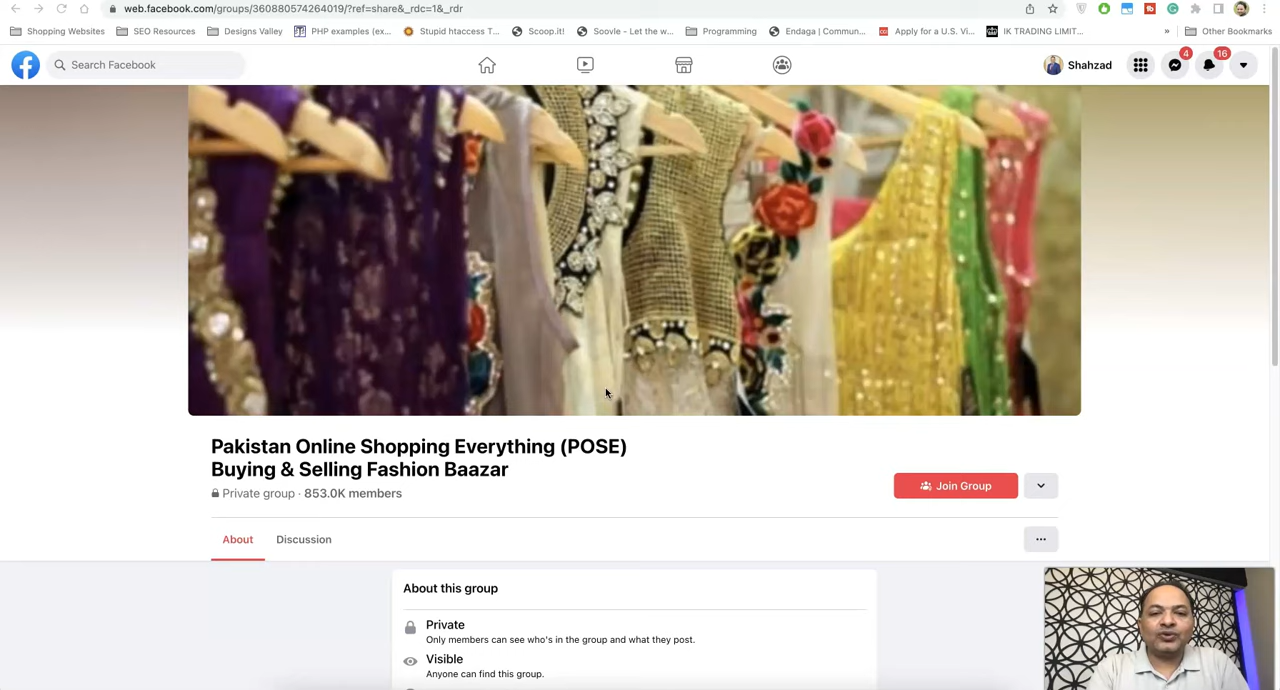 web.facebook.com/groups/360880574264019/?ref=share&_rdc=1&_rdr
Shopping Websites
SEO Resources
Designs Valley
PHP examples (ex...
Stupid htaccess T...
Scoop.it!
Soovle - Let the w...
Programming
Endaga | Commun...
Apply for a U.S. Vi...
IK TRADING LIMIT...
»
Other Bookmarks
Search Facebook
Shahzad
4
16
Pakistan Online Shopping Everything (POSE)
Buying & Selling Fashion Baazar
Private group · 853.0K members
Join Group
About
Discussion
About this group
Private
Only members can see who's in the group and what they post.
Visible
Anyone can find this group.